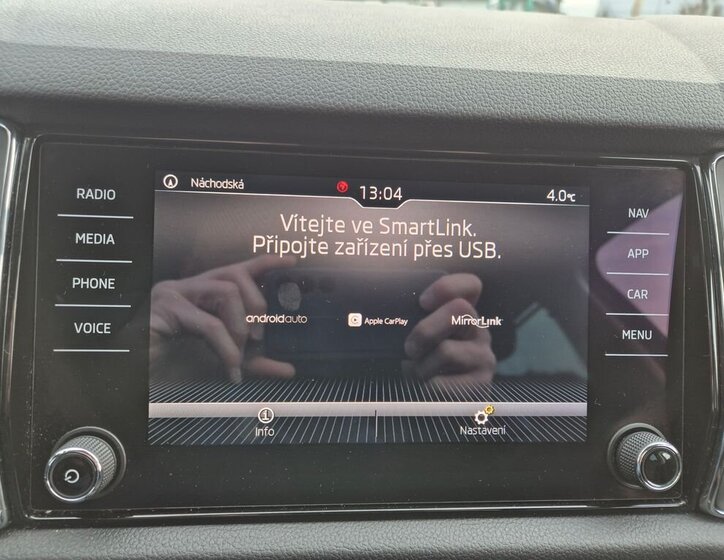 Náchodská
13:04
4.0°C
RADIO
MEDIA
PHONE
VOICE
Vítejte ve SmartLink.
Připojte zařízení přes USB.
androidauto
Apple CarPlay
MirrorLink
Info
Nastavení
NAV
APP
CAR
MENU